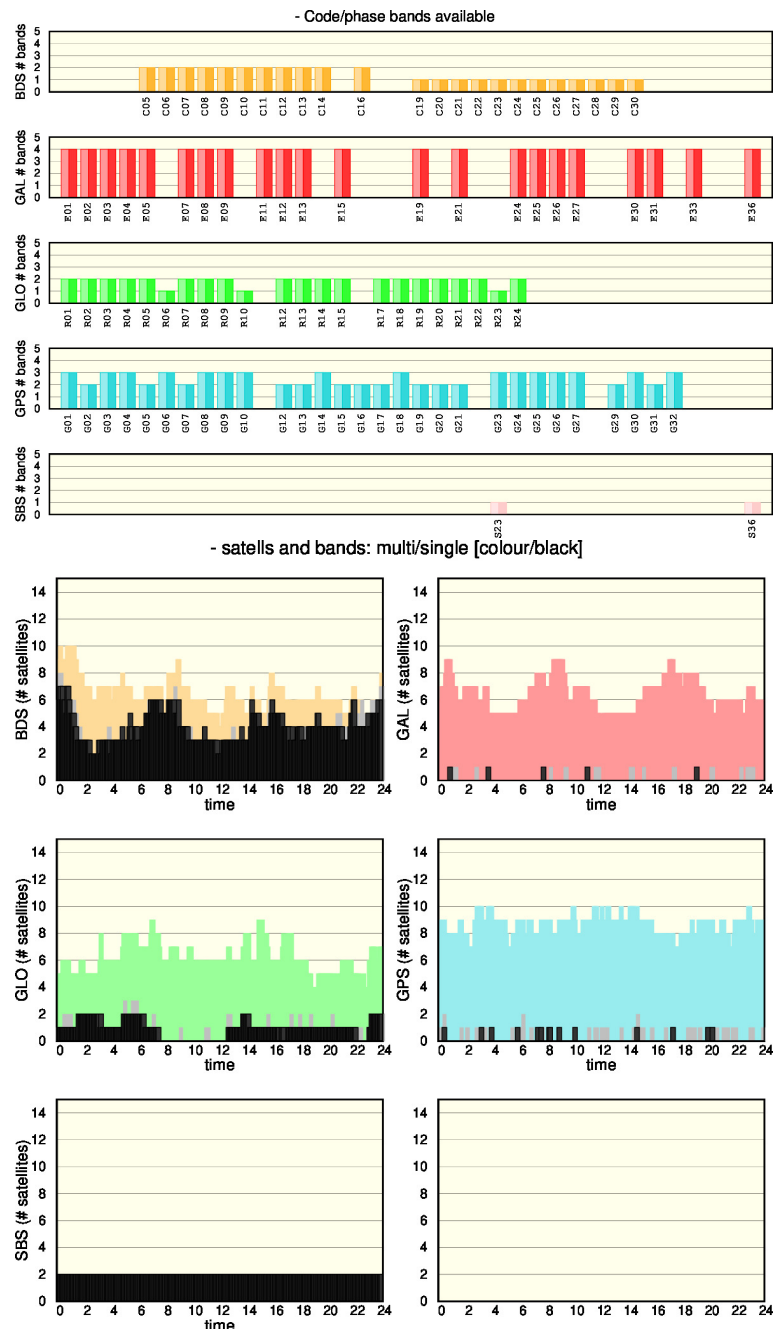 - Code/phase bands available
BDS # bands
5
4
3
2
1
0
C05 C06 C07 C08 C09 C10 C11 C12 C13 C14 C16 C19 C20 C21 C22 C23 C24 C25 C26 C27 C28 C29 C30
GAL # bands
5
4
3
2
1
0
E01 E02 E03 E04 E05 E07 E08 E09 E11 E12 E13 E15 E19 E21 E24 E25 E26 E27 E30 E31 E33 E36
GLO # bands
5
4
3
2
1
0
R01 R02 R03 R04 R05 R06 R07 R08 R09 R10 R12 R13 R14 R15 R17 R18 R19 R20 R21 R22 R23 R24
GPS # bands
5
4
3
2
1
0
G01 G02 G03 G04 G05 G06 G07 G08 G09 G10 G12 G13 G14 G15 G16 G17 G18 G19 G20 G21 G23 G24 G25 G26 G27 G29 G30 G31 G32
SBS # bands
5
4
3
2
1
0
S23 S36
- satells and bands: multi/single [colour/black]
BDS (# satellites)
14
12
10
8
6
4
2
0
0 2 4 6 8 10 12 14 16 18 20 22 24
time
GAL (# satellites)
14
12
10
8
6
4
2
0
0 2 4 6 8 10 12 14 16 18 20 22 24
time
GLO (# satellites)
14
12
10
8
6
4
2
0
0 2 4 6 8 10 12 14 16 18 20 22 24
time
GPS (# satellites)
14
12
10
8
6
4
2
0
0 2 4 6 8 10 12 14 16 18 20 22 24
time
SBS (# satellites)
14
12
10
8
6
4
2
0
0 2 4 6 8 10 12 14 16 18 20 22 24
time
14
12
10
8
6
4
2
0
0 2 4 6 8 10 12 14 16 18 20 22 24